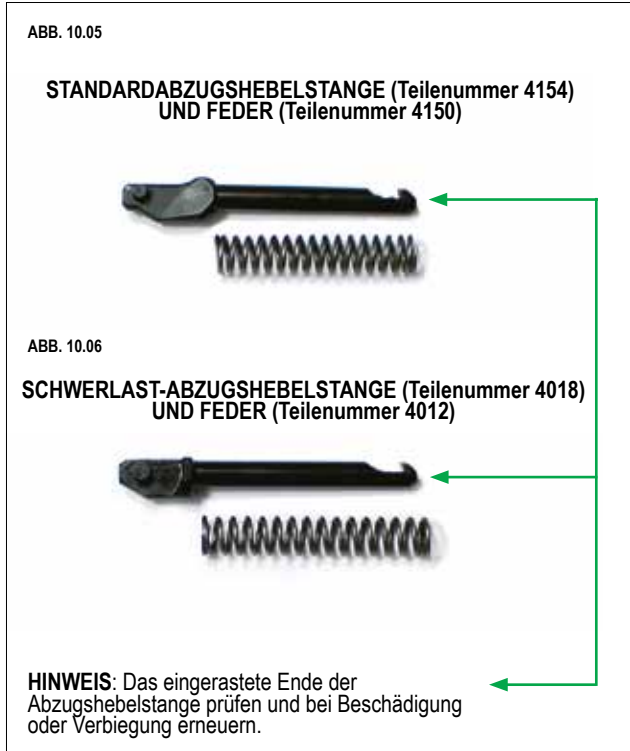 ABB. 10.05
STANDARDABZUGSHEBELSTANGE (Teilenummer 4154)
UND FEDER (Teilenummer 4150)
ABB. 10.06
SCHWERLAST-ABZUGSHEBELSTANGE (Teilenummer 4018)
UND FEDER (Teilenummer 4012)
HINWEIS: Das eingerastete Ende der
Abzugshebelstange prüfen und bei Beschädigung
oder Verbiegung erneuern.